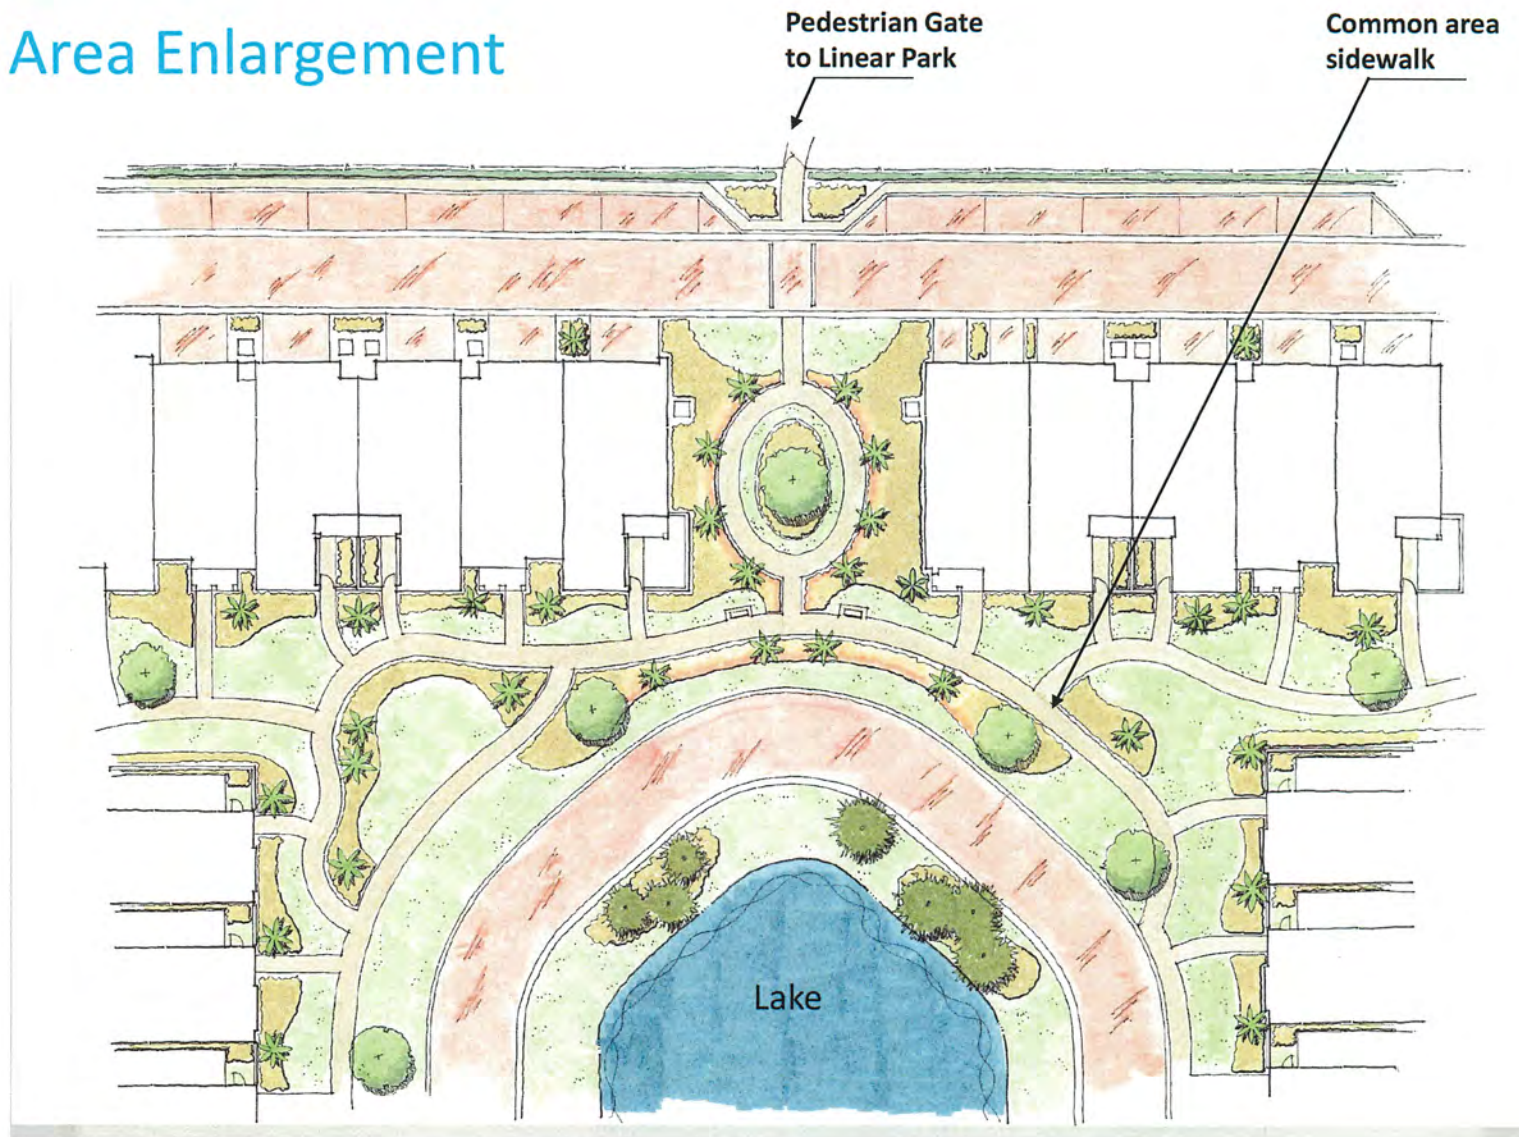 Area Enlargement
Pedestrian Gate
to Linear Park
Common area
sidewalk
Lake